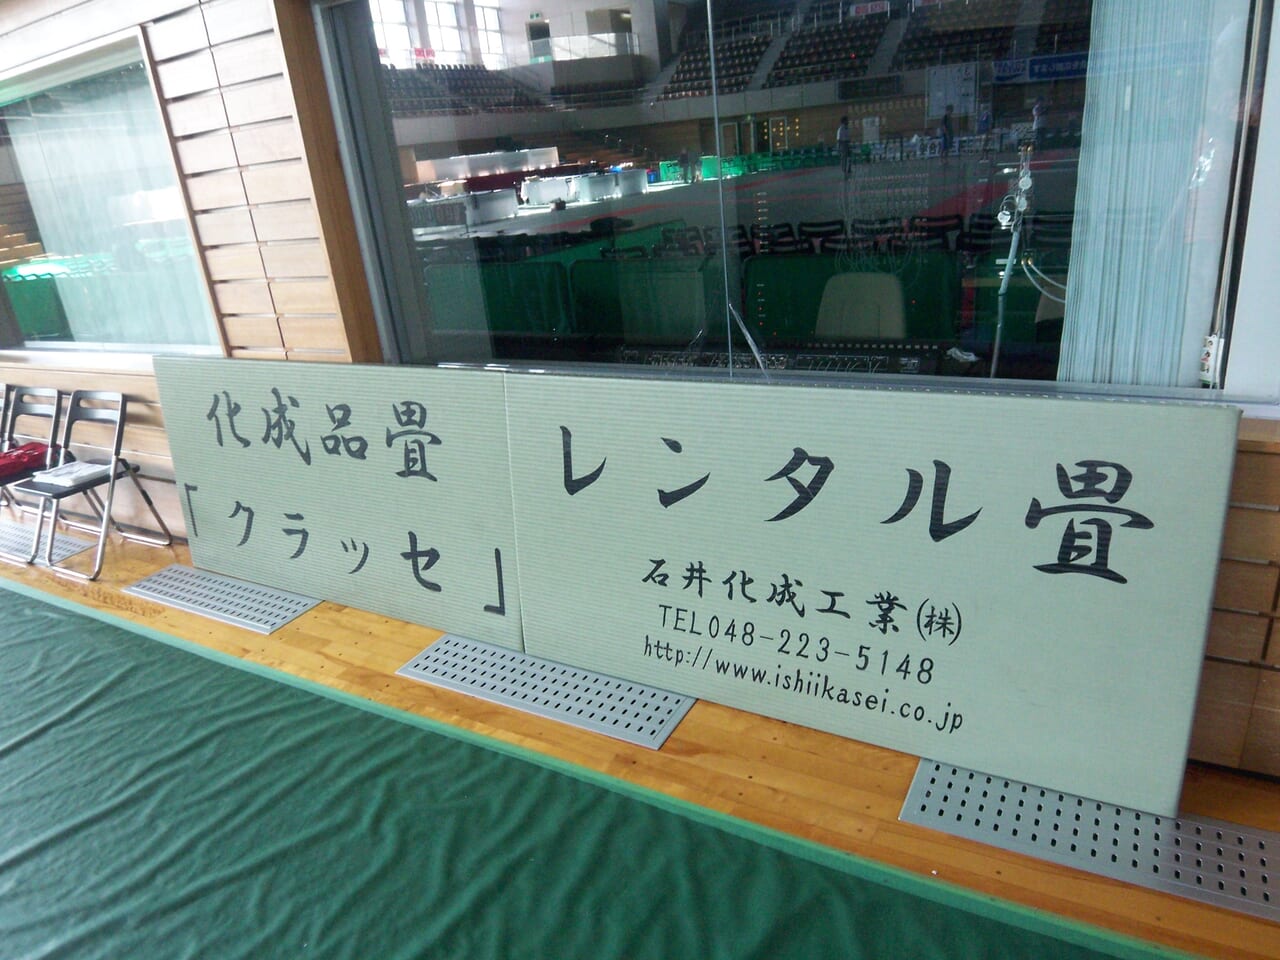 化成品畳
「クラッセ」
レンタル畳
石井化成工業(株)
TEL048-223-5148
http://www.ishiikasei.co.jp